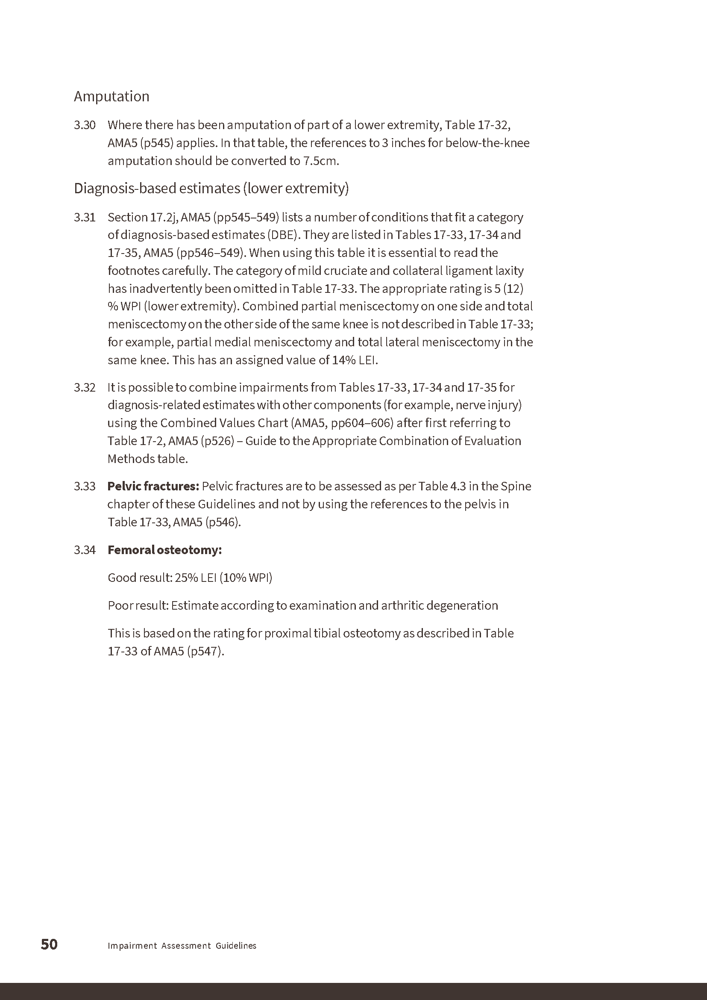 Amputation
3.30 Where there has been amputation of part of a lower extremity, Table 17-32,
AMA5 (p545) applies. In that table, the references to 3 inches for below-the-knee
amputation should be converted to 7.5cm.
Diagnosis-based estimates (lower extremity)
3.31 Section 17.2j, AMA5 (pp545–549) lists a number of conditions that fit a category
of diagnosis-based estimates (DBE). They are listed in Tables 17-33, 17-34 and
17-35, AMA5 (pp546–549). When using this table it is essential to read the
footnotes carefully. The category of mild cruciate and collateral ligament laxity
has inadvertently been omitted in Table 17-33. The appropriate rating is 5 (12)
% WPI (lower extremity). Combined partial meniscectomy on one side and total
meniscectomy on the other side of the same knee is not described in Table 17-33;
for example, partial medial meniscectomy and total lateral meniscectomy in the
same knee. This has an assigned value of 14% LEI.
3.32 It is possible to combine impairments from Tables 17-33, 17-34 and 17-35 for
diagnosis-related estimates with other components (for example, nerve injury)
using the Combined Values Chart (AMA5, pp604–606) after first referring to
Table 17-2, AMA5 (p526) – Guide to the Appropriate Combination of Evaluation
Methods table.
3.33 Pelvic fractures: Pelvic fractures are to be assessed as per Table 4.3 in the Spine
chapter of these Guidelines and not by using the references to the pelvis in
Table 17-33, AMA5 (p546).
3.34 Femoral osteotomy:
Good result: 25% LEI (10% WPI)
Poor result: Estimate according to examination and arthritic degeneration
This is based on the rating for proximal tibial osteotomy as described in Table
17-33 of AMA5 (p547).
50 Impairment Assessment Guidelines